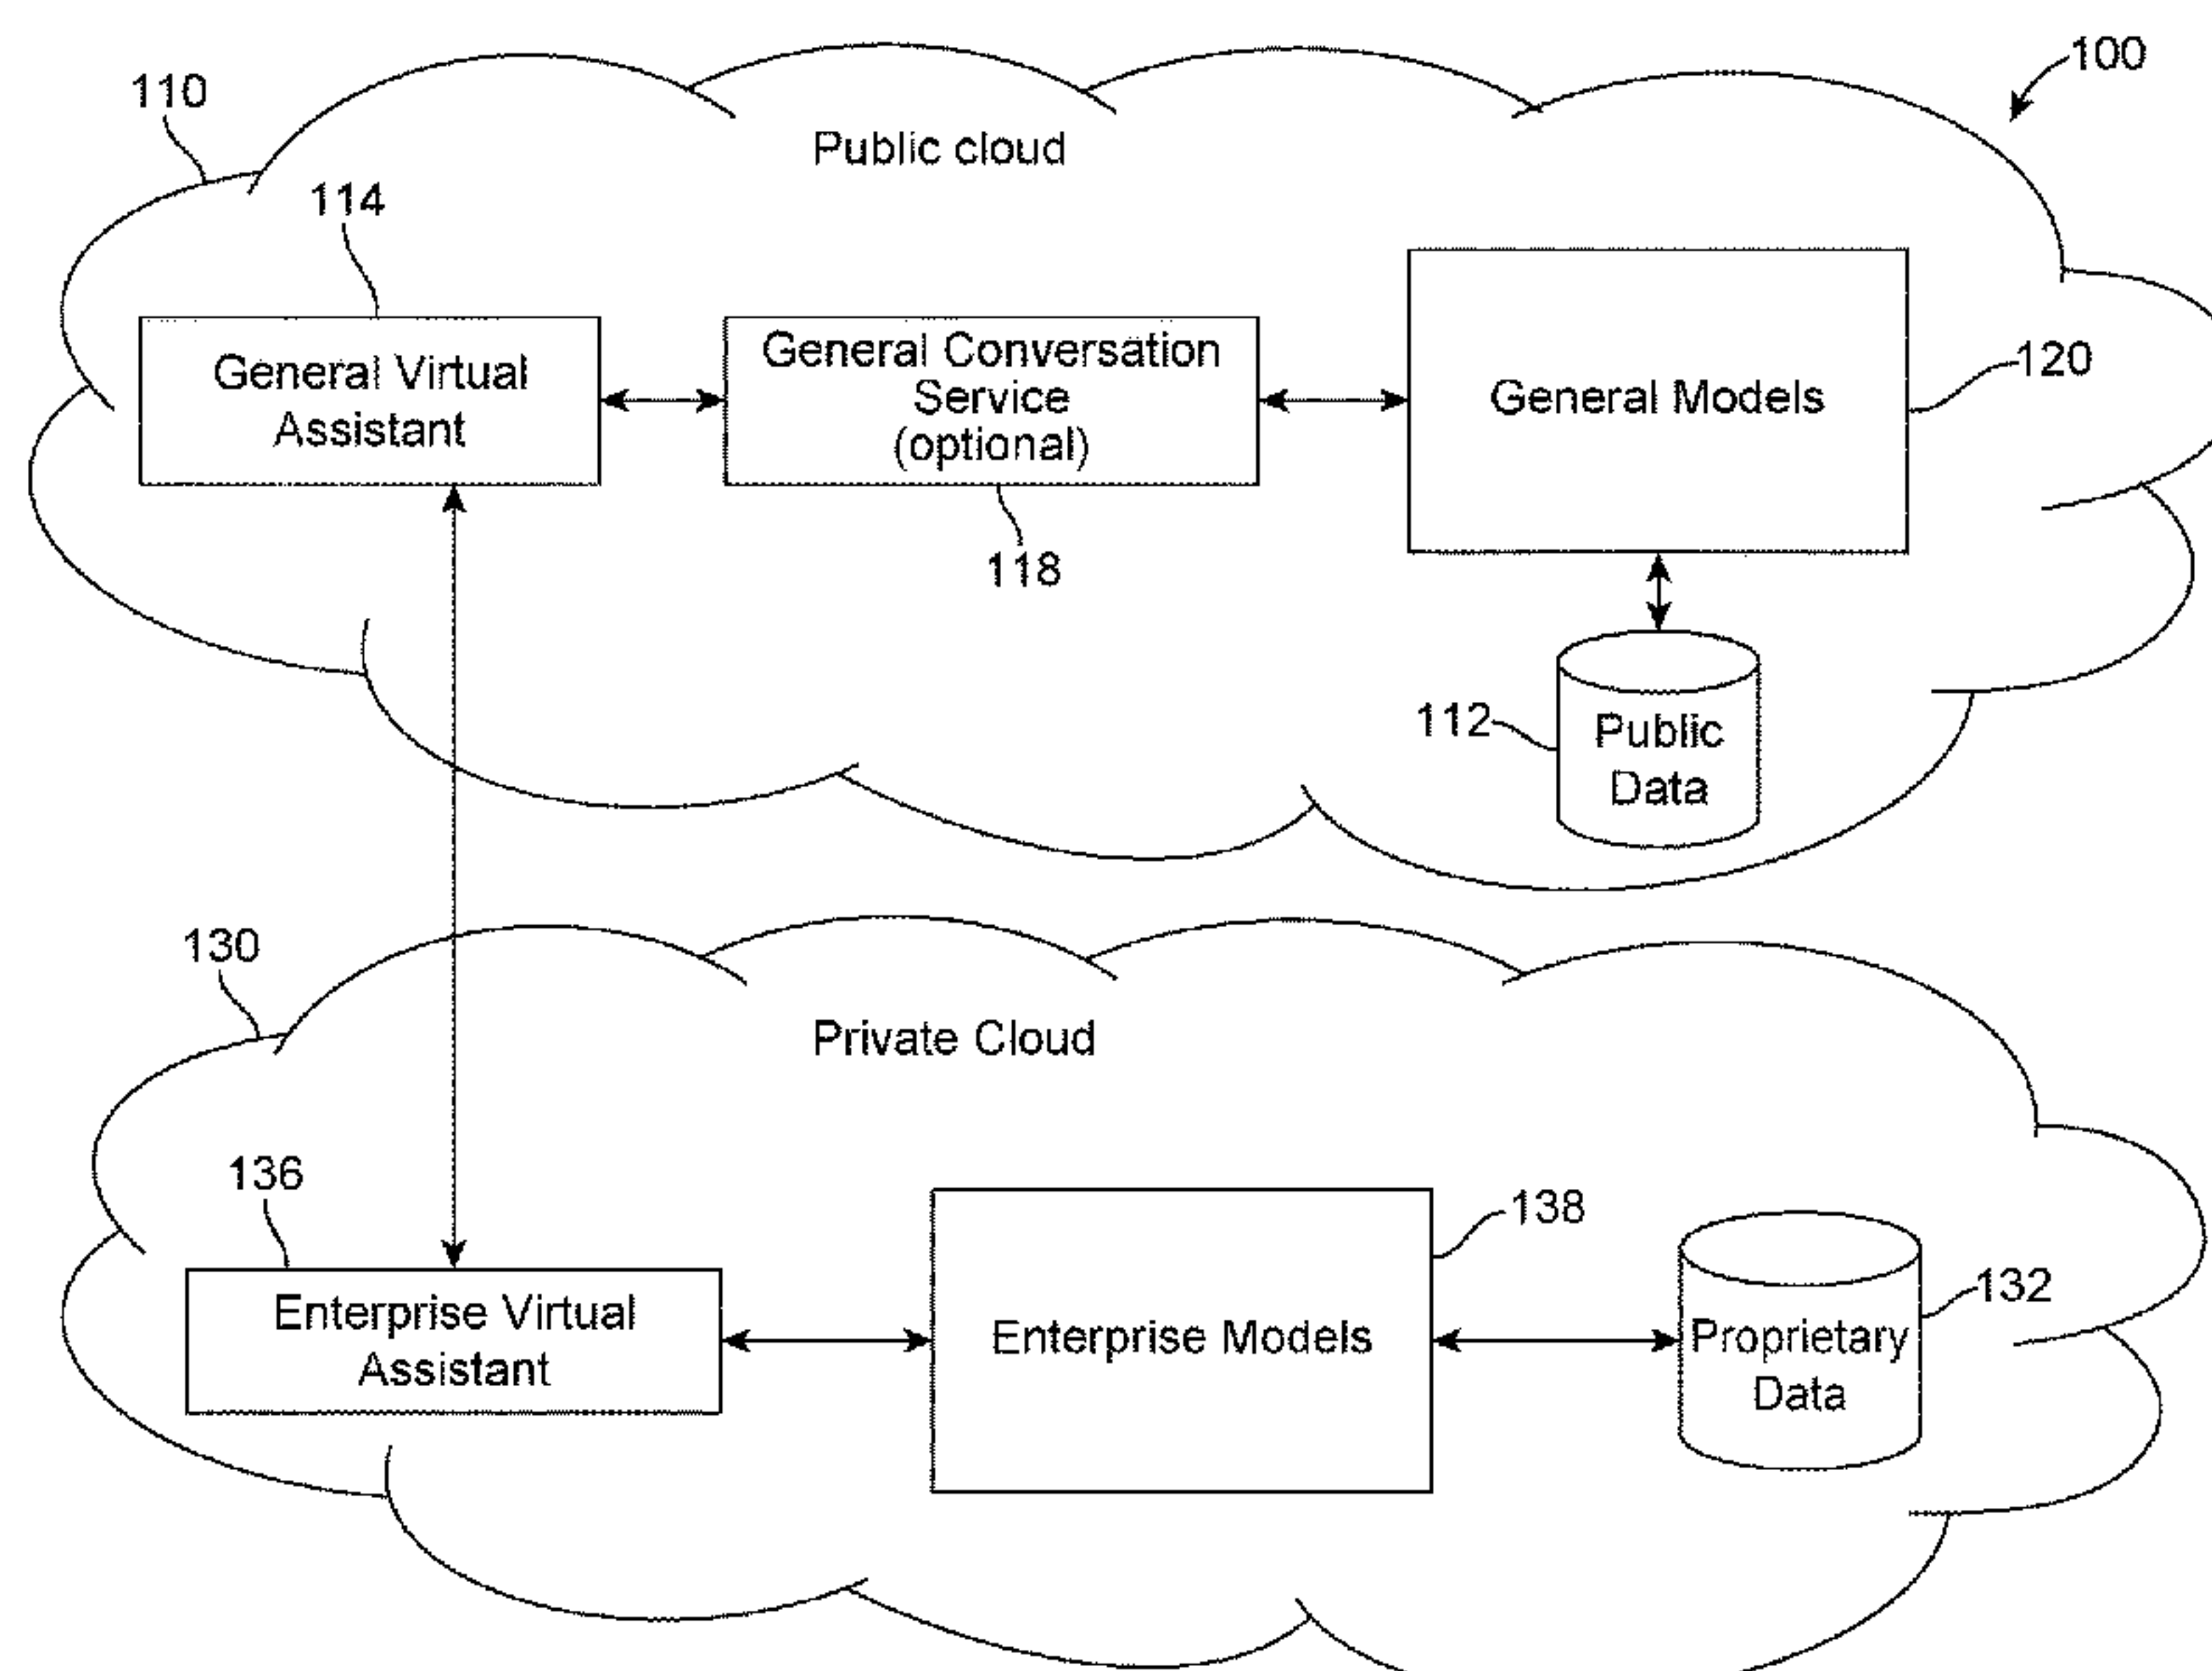 100
110
Public cloud
114
General Virtual
Assistant
General Conversation
Service
(optional)
General Models
120
118
112
Public
Data
130
Private Cloud
136
138
132
Enterprise Virtual
Assistant
Enterprise Models
Proprietary
Data